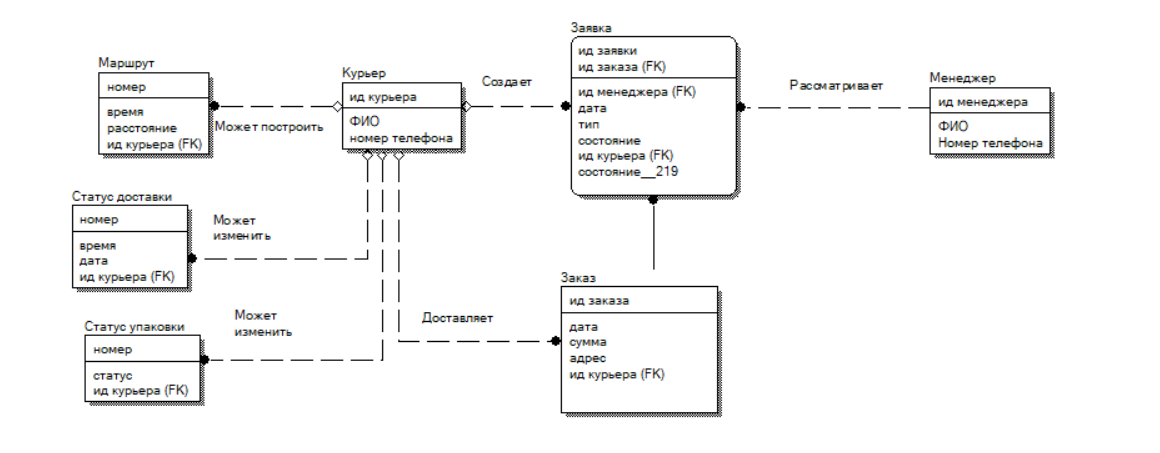 Заявка
ид заявки
ид заказа (FK)
ид менеджера (FK)
дата
тип
состояние
ид курьера (FK)
состояние__219
Маршрут
номер
время
расстояние
ид курьера (FK)
Может построить
Курьер
ид курьера
ФИО
номер телефона
Создает
Рассматривает
Менеджер
ид менеджера
ФИО
Номер телефона
Статус доставки
номер
время
дата
ид курьера (FK)
Может
изменить
Статус упаковки
номер
статус
ид курьера (FK)
Может
изменить
Доставляет
Заказ
ид заказа
дата
сумма
адрес
ид курьера (FK)